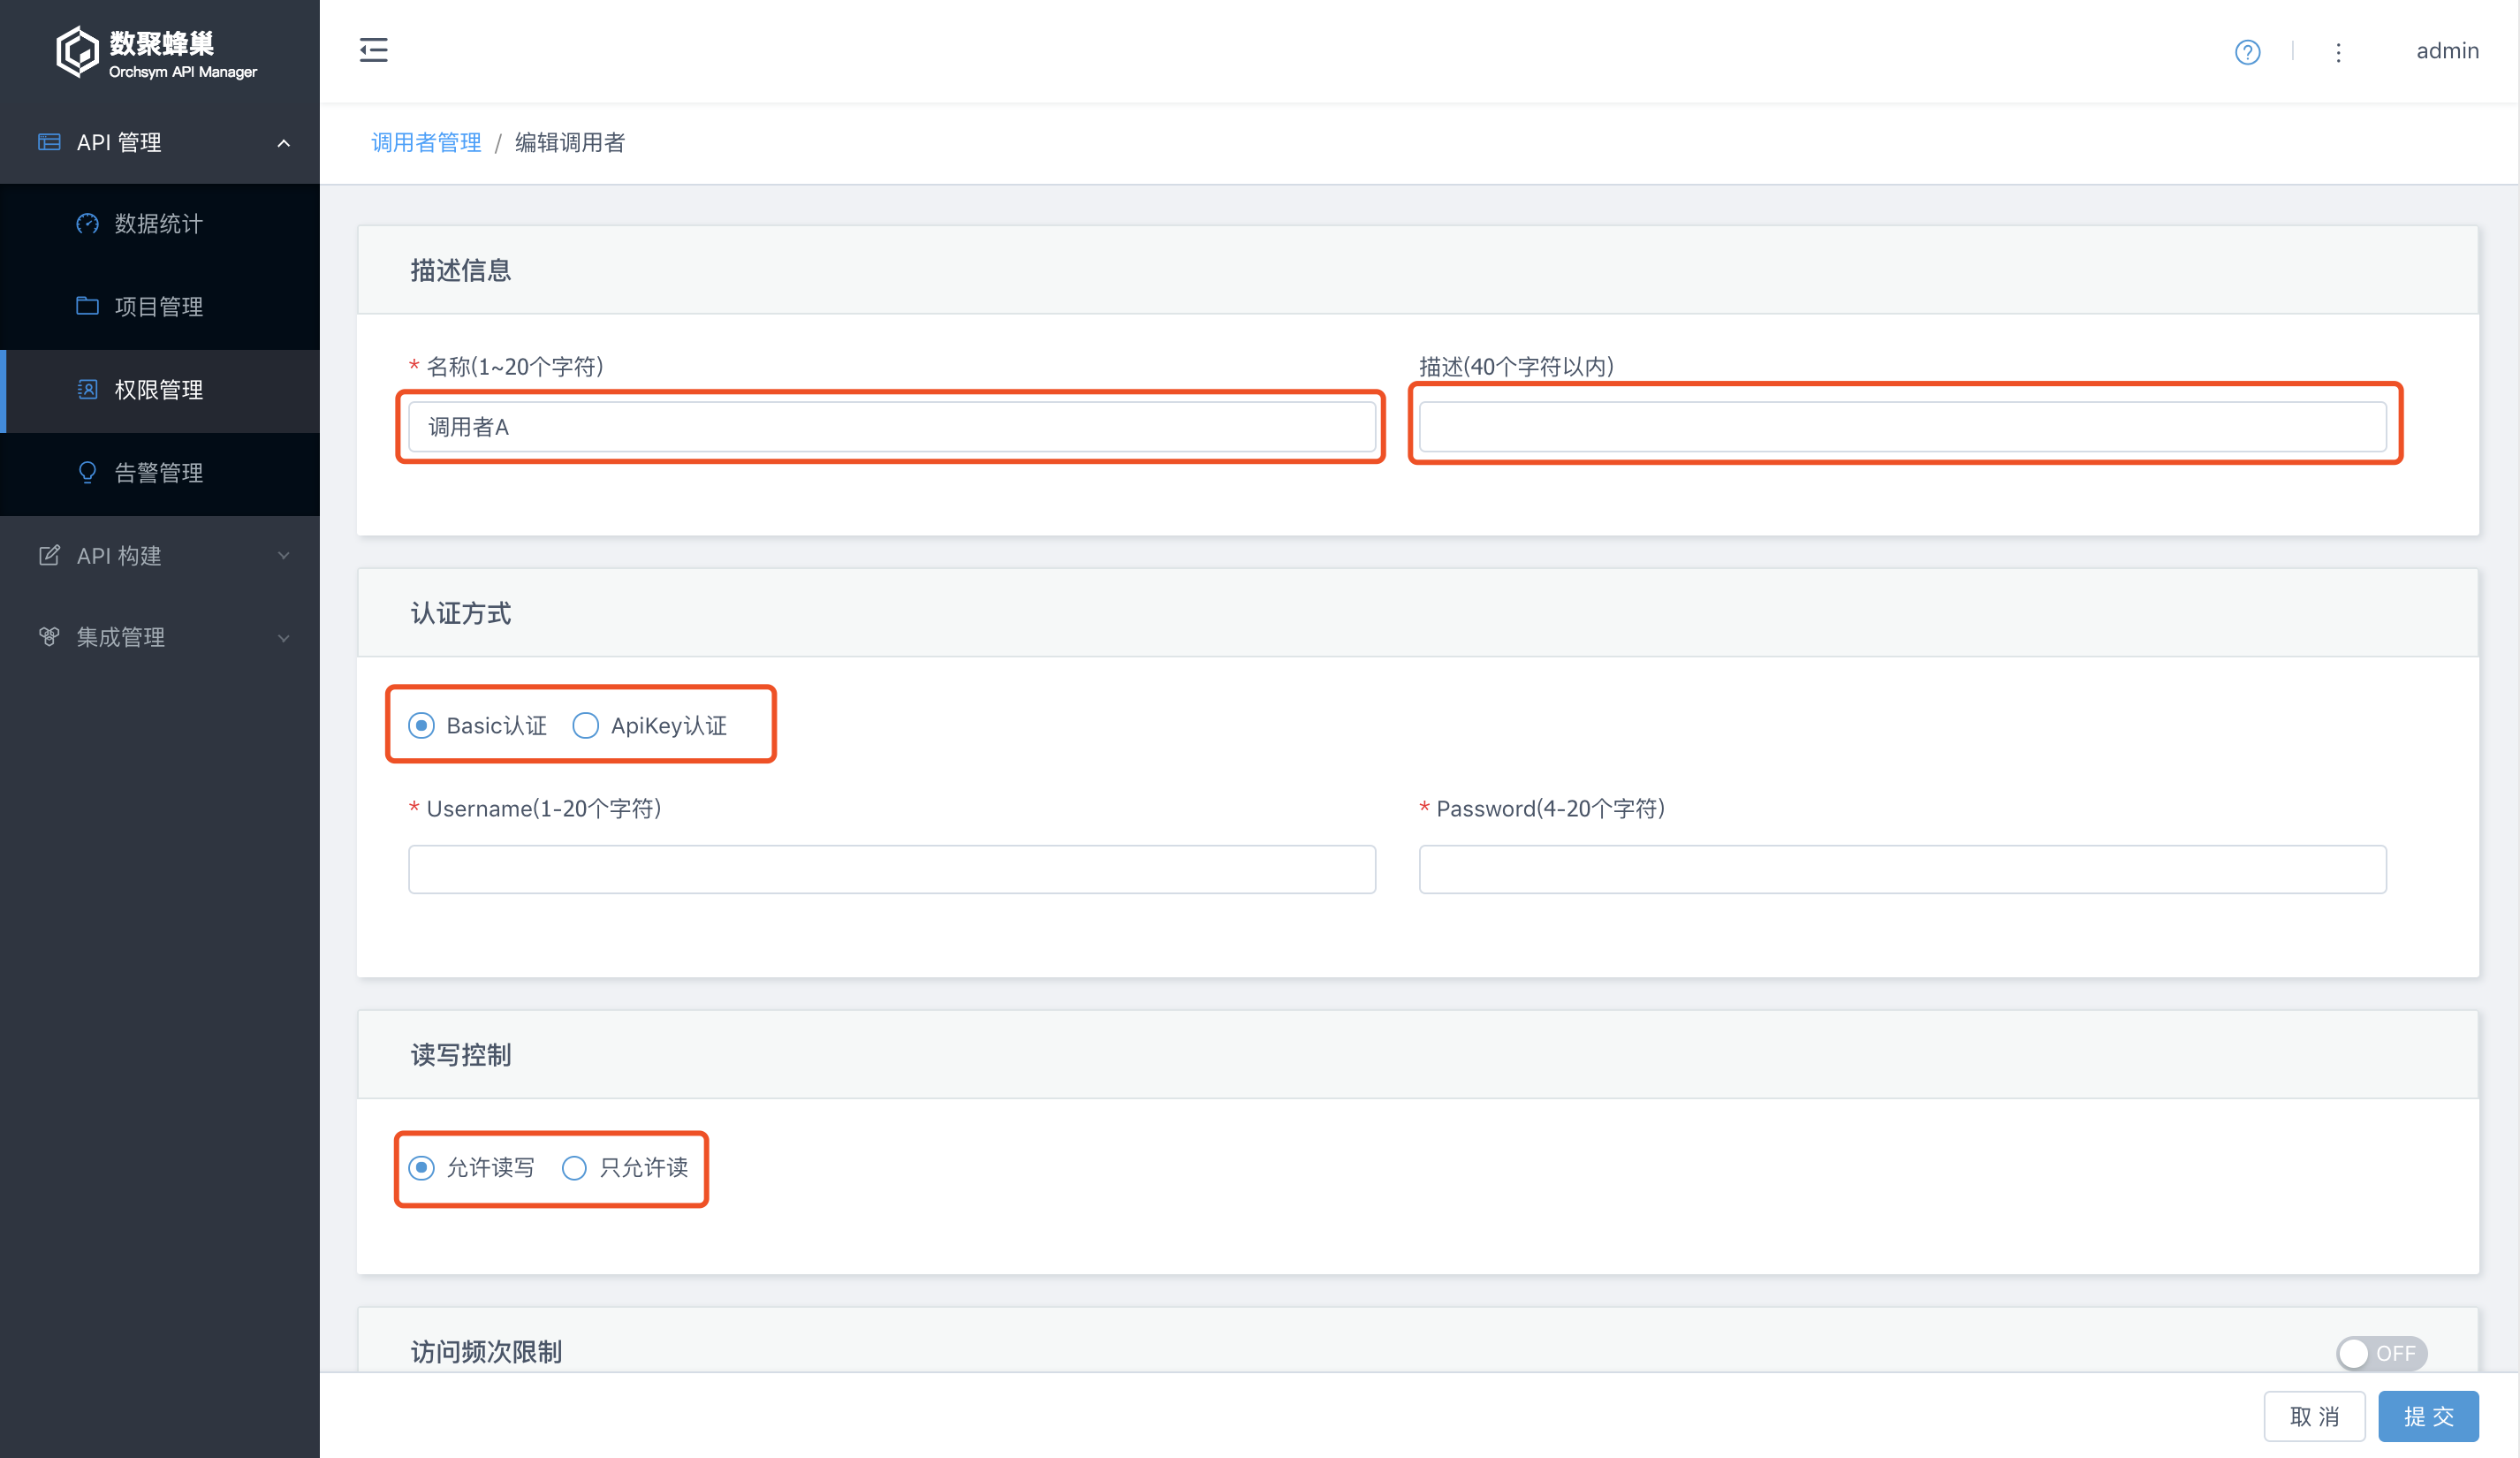 数聚蜂巢
Orchsym API Manager
admin
API 管理
数据统计
项目管理
权限管理
告警管理
API 构建
集成管理
调用者管理 / 编辑调用者
描述信息
* 名称(1~20个字符)
描述(40个字符以内)
调用者A
认证方式
Basic认证
ApiKey认证
* Username(1-20个字符)
* Password(4-20个字符)
读写控制
允许读写
只允许读
访问频次限制
OFF
取 消
提 交